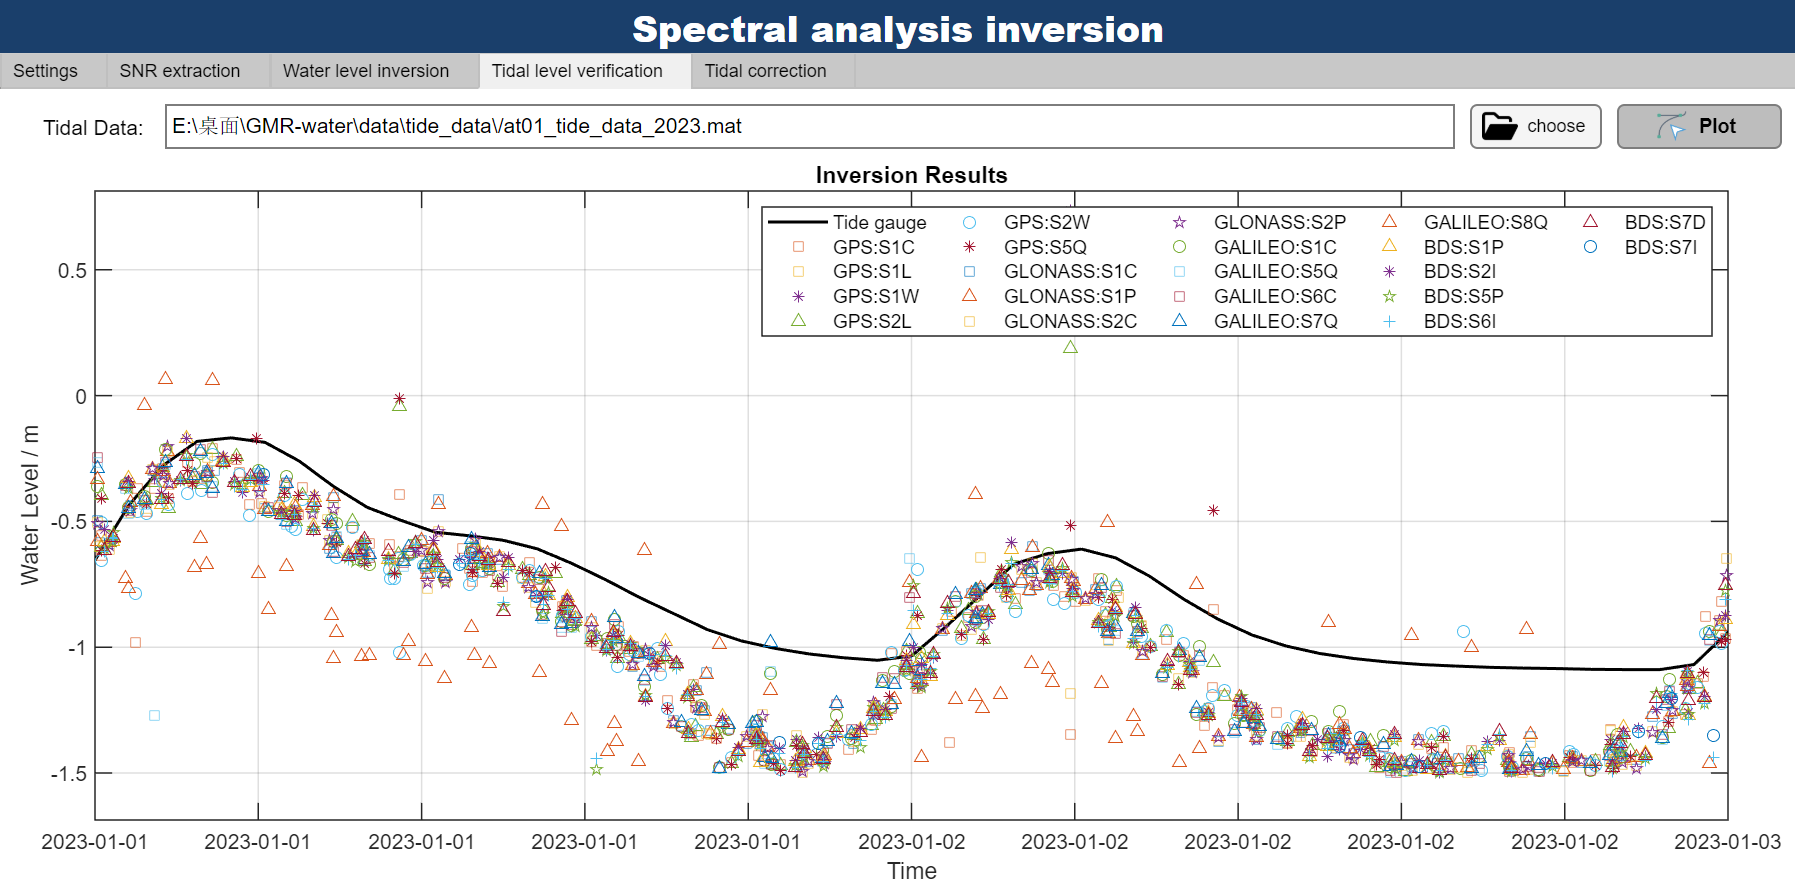 Spectral analysis inversion
Settings SNR extraction Water level inversion Tidal level verification Tidal correction
Tidal Data: E:\桌面\GMR-water\data\tide_data\/at01_tide_data_2023.mat choose Plot
Inversion Results
Tide gauge GPS:S2W GLONASS:S2P GALILEO:S8Q BDS:S7D
GPS:S1C GPS:S5Q GALILEO:S1C BDS:S1P BDS:S7I
GPS:S1L GLONASS:S1C GALILEO:S5Q BDS:S2I
GPS:S1W GLONASS:S1P GALILEO:S6C BDS:S5P
GPS:S2L GLONASS:S2C GALILEO:S7Q BDS:S6I
0.5
0
-0.5
-1
-1.5
Water Level / m
2023-01-01 2023-01-01 2023-01-01 2023-01-01 2023-01-01 2023-01-02 2023-01-02 2023-01-02 2023-01-02 2023-01-02 2023-01-03
Time